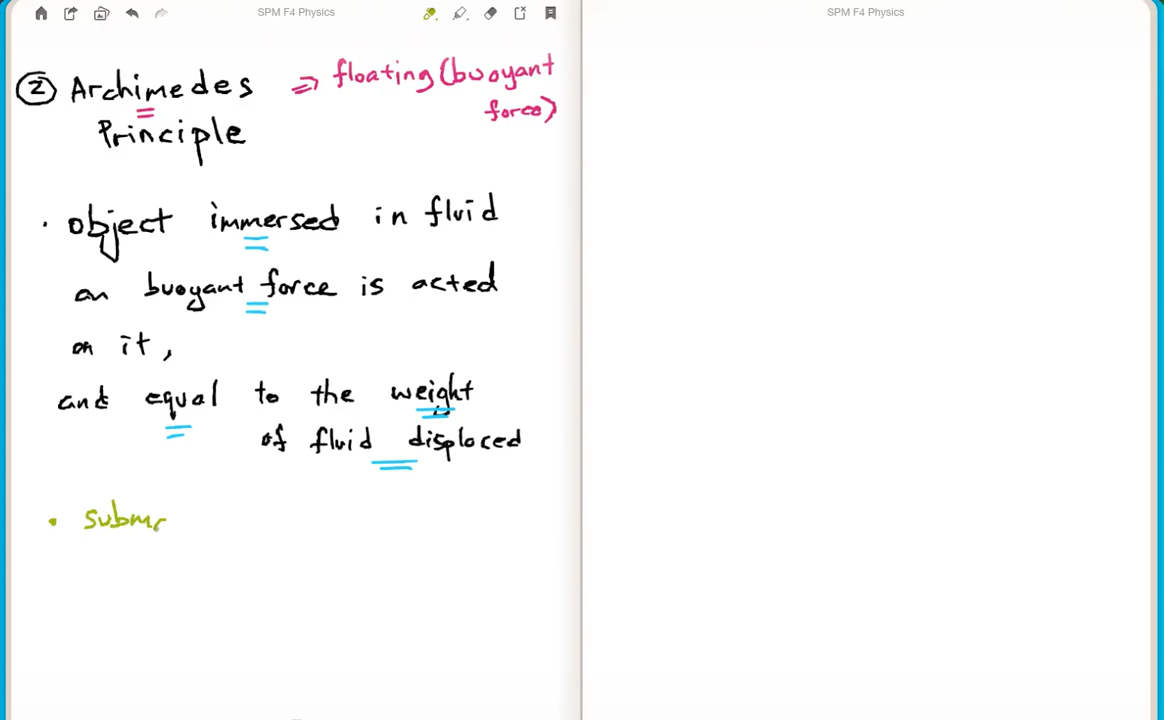 SPM F4 Physics
SPM F4 Physics
② Archimedes ⇒ floating (buoyant
force)
Principle
· object immersed in fluid
an buoyant force is acted
on it,
and equal to the weight
of fluid displaced
• subme